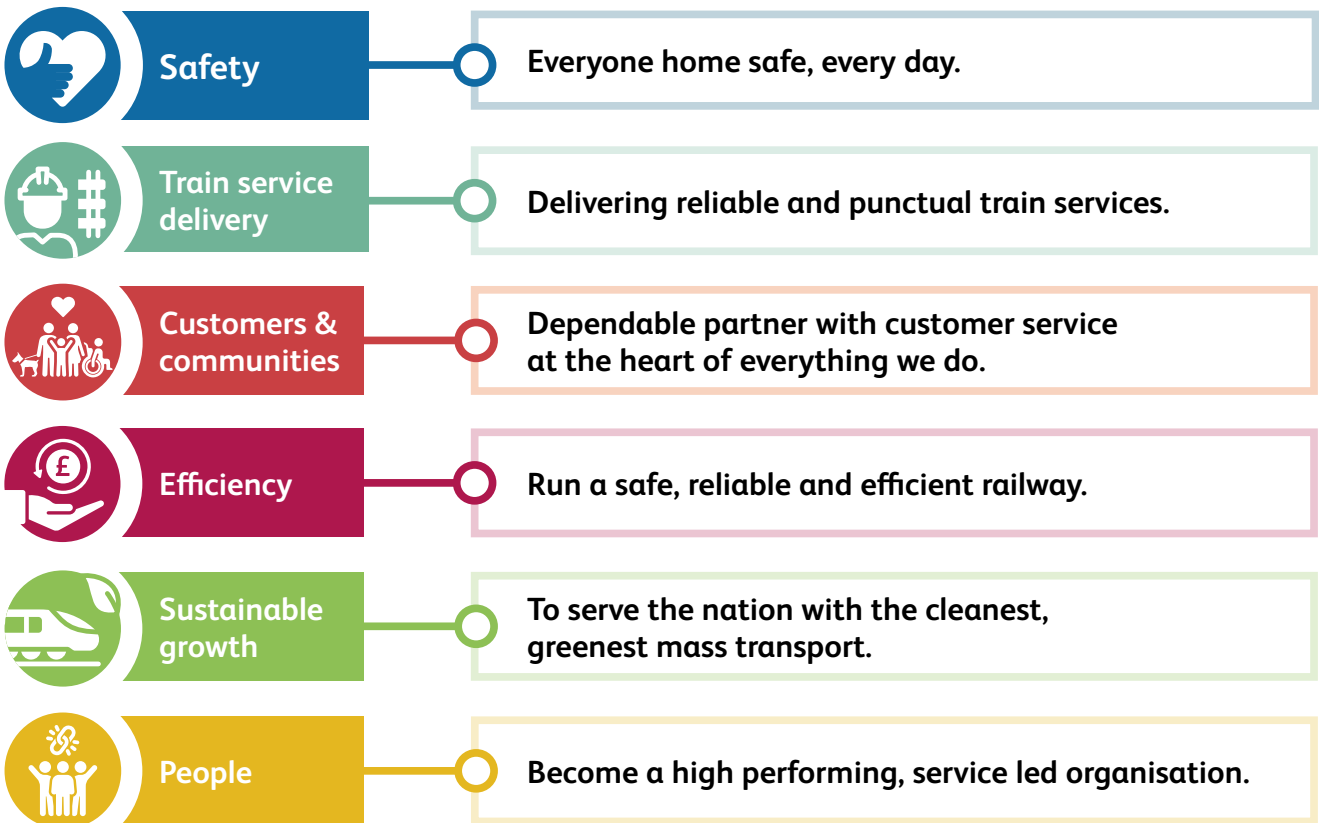 Safety
Everyone home safe, every day.
Train service
delivery
Delivering reliable and punctual train services.
Customers &
communities
Dependable partner with customer service
at the heart of everything we do.
£
Efficiency
Run a safe, reliable and efficient railway.
Sustainable
growth
To serve the nation with the cleanest,
greenest mass transport.
People
Become a high performing, service led organisation.